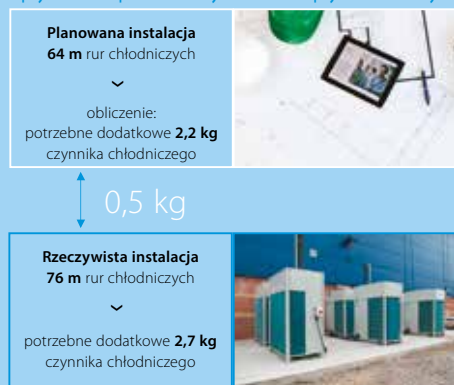 Planowana instalacja
64 m rur chłodniczych
obliczenie:
potrzebne dodatkowe 2,2 kg
czynnika chłodniczego
0,5 kg
Rzeczywista instalacja
76 m rur chłodniczych
potrzebne dodatkowe 2,7 kg
czynnika chłodniczego